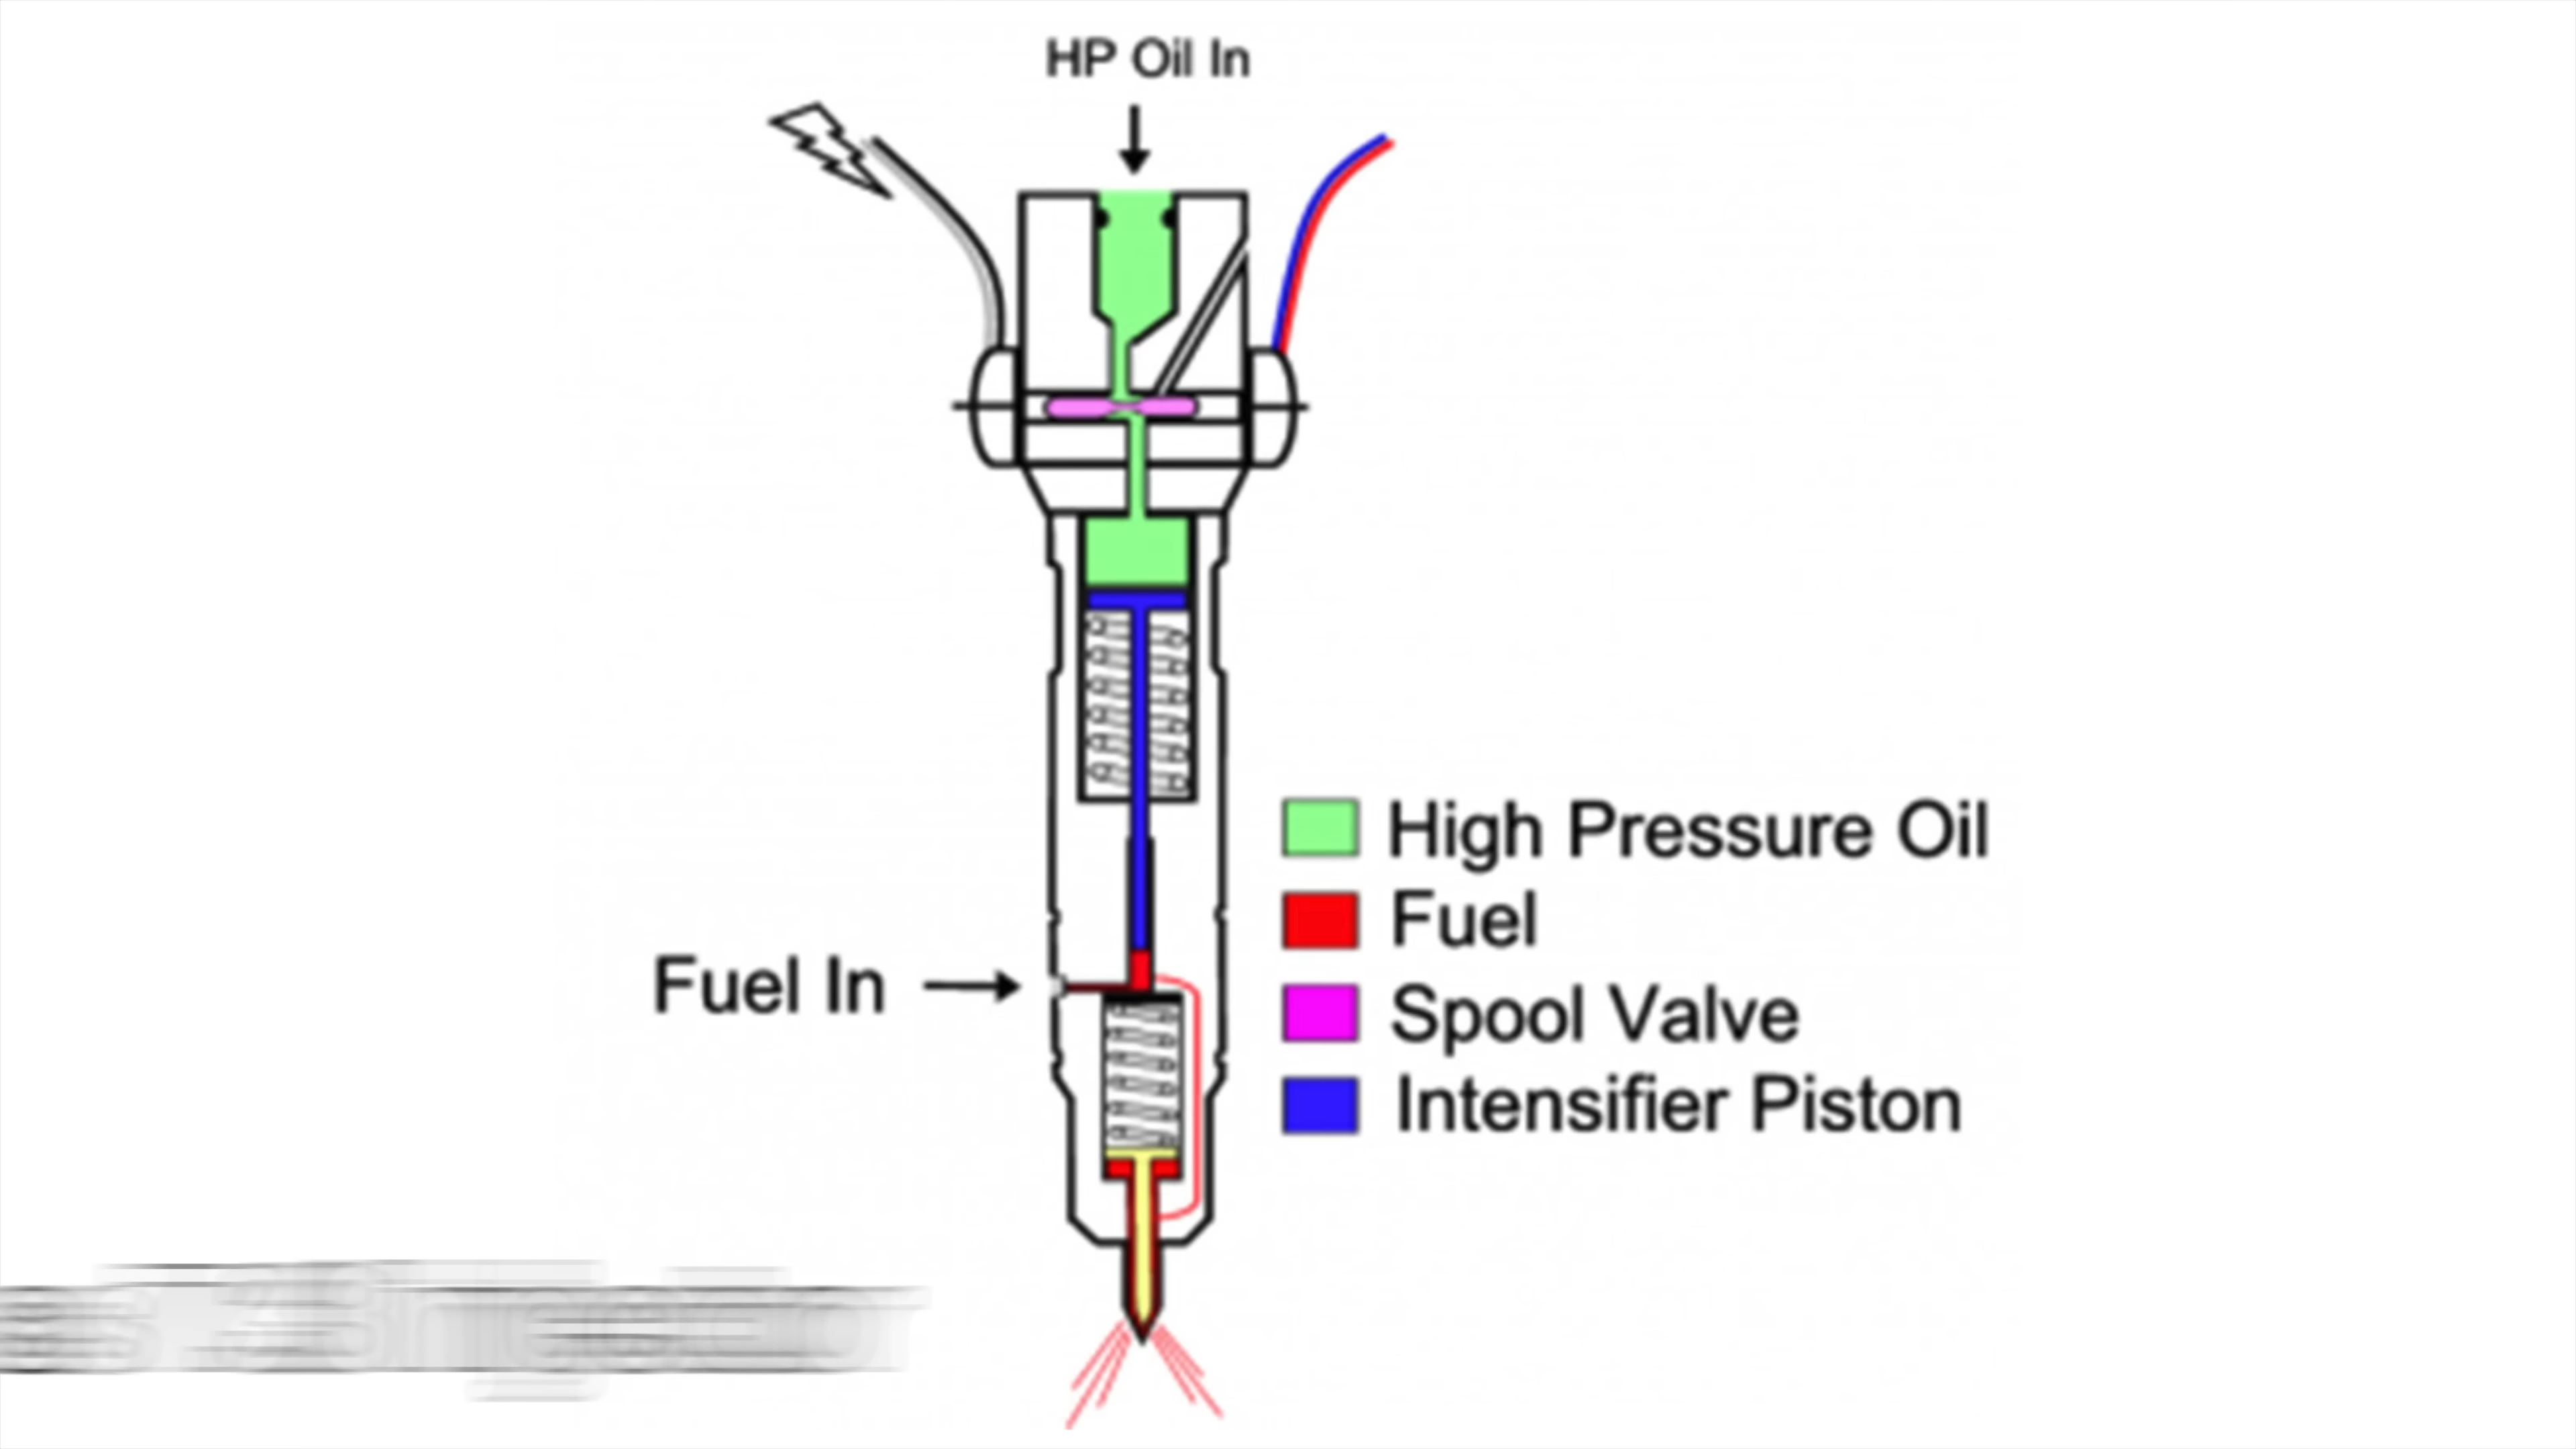 HP Oil In
High Pressure Oil
Fuel
Fuel In
Spool Valve
Intensifier Piston